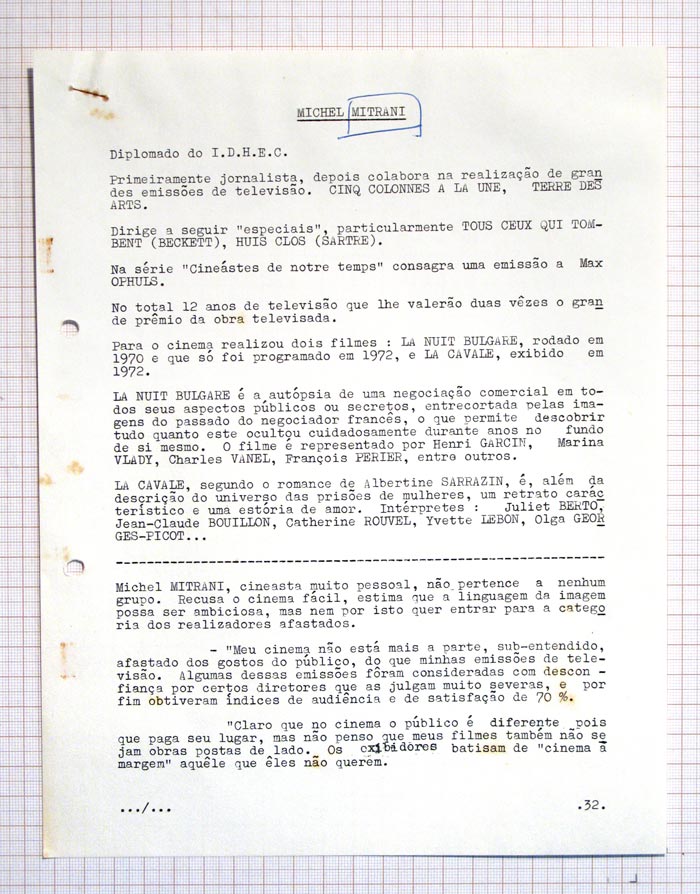 MICHEL MITRANI
Diplomado do I.D.H.E.C.
Primeiramente jornalista, depois colabora na realização de gran
des emissões de televisão. CINQ COLONNES A LA UNE, TERRE DES
ARTS.
Dirige a seguir "especiais", particularmente TOUS CEUX QUI TOM-
BENT (BECKETT), HUIS CLOS (SARTRE).
Na série "Cineástes de notre temps" consagra uma emissão a Max
OPHULS.
No total 12 anos de televisão que lhe valerão duas vêzes o gran
de prêmio da obra televisada.
Para o cinema realizou dois filmes : LA NUIT BULGARE, rodado em
1970 e que só foi programado em 1972, e LA CAVALE, exibido em
1972.
LA NUIT BULGARE é a autópsia de uma negociação comercial em to-
dos seus aspectos públicos ou secretos, entrecortada pelas ima-
gens do passado do negociador francês, o que permite descobrir
tudo quanto este ocultou cuidadosamente durante anos no fundo
de si mesmo. O filme é representado por Henri GARCIN, Marina
VLADY, Charles VANEL, François PERIER, entre outros.
LA CAVALE, segundo o romance de Albertine SARRAZIN, é, além da
descrição do universo das prisões de mulheres, um retrato carác
terístico e uma estória de amor. Intérpretes : Juliet BERTO,
Jean-Claude BOUILLON, Catherine ROUVEL, Yvette LEBON, Olga GEOR
GES-PICOT...
Michel MITRANI, cineasta muito pessoal, não pertence a nenhum
grupo. Recusa o cinema fácil, estima que a linguagem da imagem
possa ser ambiciosa, mas nem por isto quer entrar para a catego
ria dos realizadores afastados.
- "Meu cinema não está mais a parte, sub-entendido,
afastado dos gostos do público, do que minhas emissões de tele-
visão. Algumas dessas emissões fôram consideradas com descon -
fiança por certos diretores que as julgam muito severas, e por
fim obtiveram índices de audiência e de satisfação de 70 %.
"Claro que no cinema o público é diferente pois
que paga seu lugar, mas não penso que meus filmes também não se
jam obras postas de lado. Os exibidores batisam de "cinema à
margem" aquêle que êles não querem.
.../... .32.